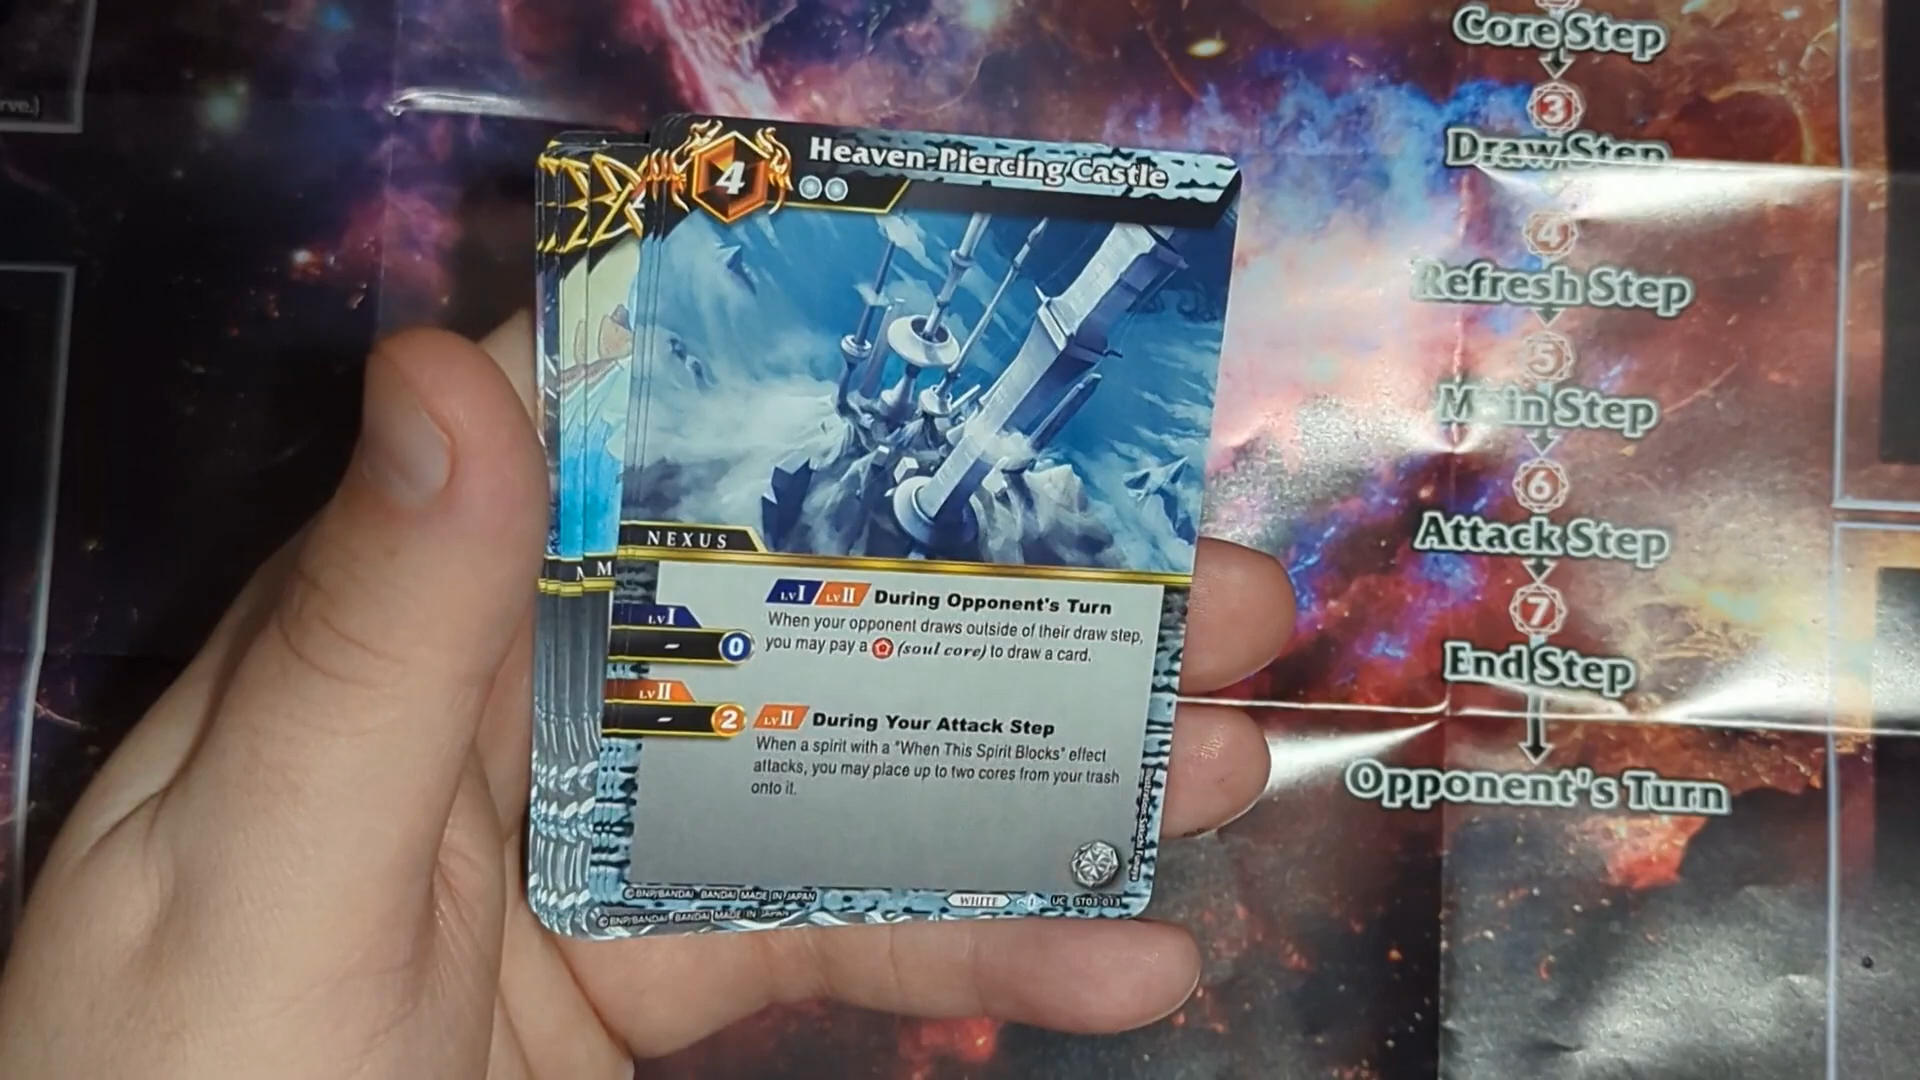 rve.)
4
Heaven-Piercing Castle
NEXUS
M
LV I
-
0
LV II
-
2
LV I / LV II During Opponent's Turn
When your opponent draws outside of their draw step,
you may pay a (soul core) to draw a card.
LV II During Your Attack Step
When a spirit with a "When This Spirit Blocks" effect
attacks, you may place up to two cores from your trash
onto it.
©BNP/BANDAI BANDAI MADE IN JAPAN
WHITE 1 UC ST03-013
©BNP/BANDAI BANDAI MADE IN JAPAN
Core Step
3
Draw Step
4
Refresh Step
5
Main Step
6
Attack Step
7
End Step
Opponent's Turn